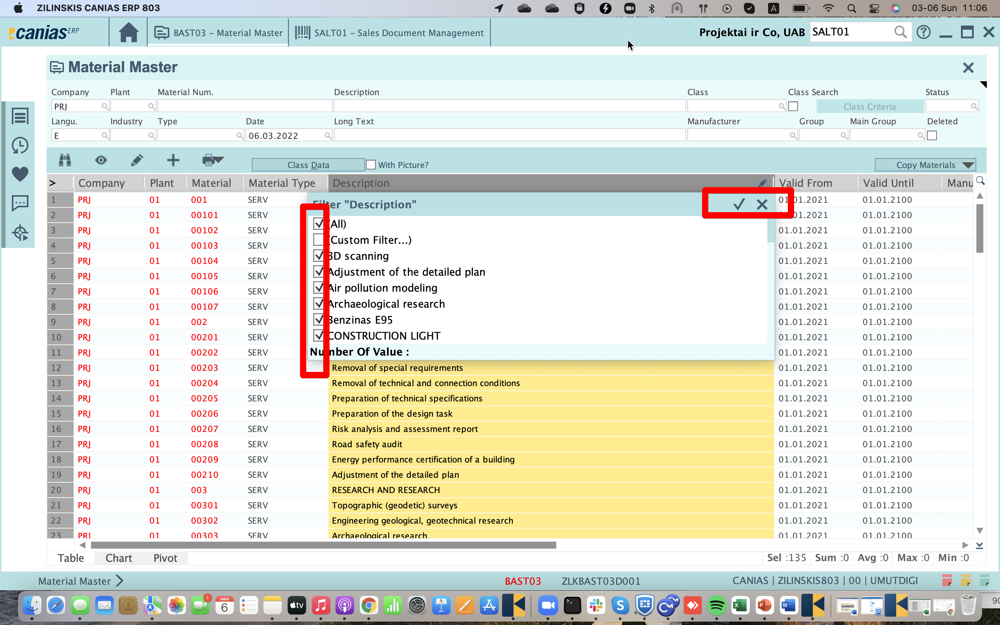 ZILINSKIS CANIAS ERP 803
A
03-06 Sun 11:06
canias ERP
BAST03 – Material Master
SALT01 – Sales Document Management
Projektai ir Co, UAB
SALT01
Material Master
Company Plant Material Num. Description Class Class Search Status
PRJ
Class Criteria
Langu. Industry Type Date Long Text Manufacturer Group Main Group Deleted
E 06.03.2022
Class Data With Picture? Copy Materials
> Company Plant Material Material Type Description Valid From Valid Until Manu
1 PRJ 01 001 SERV 01.01.2021 01.01.2100
2 PRJ 01 00101 SERV 01.01.2021 01.01.2100
3 PRJ 01 00102 SERV 01.01.2021 01.01.2100
4 PRJ 01 00103 SERV 01.01.2021 01.01.2100
5 PRJ 01 00104 SERV 01.01.2021 01.01.2100
6 PRJ 01 00105 SERV 01.01.2021 01.01.2100
7 PRJ 01 00106 SERV 01.01.2021 01.01.2100
8 PRJ 01 00107 SERV 01.01.2021 01.01.2100
9 PRJ 01 002 SERV 01.01.2021 01.01.2100
10 PRJ 01 00201 SERV 01.01.2021 01.01.2100
11 PRJ 01 00202 SERV 01.01.2021 01.01.2100
Filter "Description"
(All)
(Custom Filter...)
3D scanning
Adjustment of the detailed plan
Air pollution modeling
Archaeological research
Benzinas E95
CONSTRUCTION LIGHT
Number Of Value :
12 PRJ 01 00203 SERV Removal of special requirements 01.01.2021 01.01.2100
13 PRJ 01 00204 SERV Removal of technical and connection conditions 01.01.2021 01.01.2100
14 PRJ 01 00205 SERV Preparation of technical specifications 01.01.2021 01.01.2100
15 PRJ 01 00206 SERV Preparation of the design task 01.01.2021 01.01.2100
16 PRJ 01 00207 SERV Risk analysis and assessment report 01.01.2021 01.01.2100
17 PRJ 01 00208 SERV Road safety audit 01.01.2021 01.01.2100
18 PRJ 01 00209 SERV Energy performance certification of a building 01.01.2021 01.01.2100
19 PRJ 01 00210 SERV Adjustment of the detailed plan 01.01.2021 01.01.2100
20 PRJ 01 003 SERV RESEARCH AND RESEARCH 01.01.2021 01.01.2100
21 PRJ 01 00301 SERV Topographic (geodetic) surveys 01.01.2021 01.01.2100
22 PRJ 01 00302 SERV Engineering geological, geotechnical research 01.01.2021 01.01.2100
23 PRJ 01 00303 SERV Archaeological research 01.01.2021 01.01.2100
Table Chart Pivot
Sel :135 Sum :0 Avg :0 Max :0 Min :0
Material Master
BAST03
ZLKBAST03D001
CANIAS | ZILINSKIS803 | 00 | UMUTDIGI
1
MAR
6
tv
S
X
P
W
90